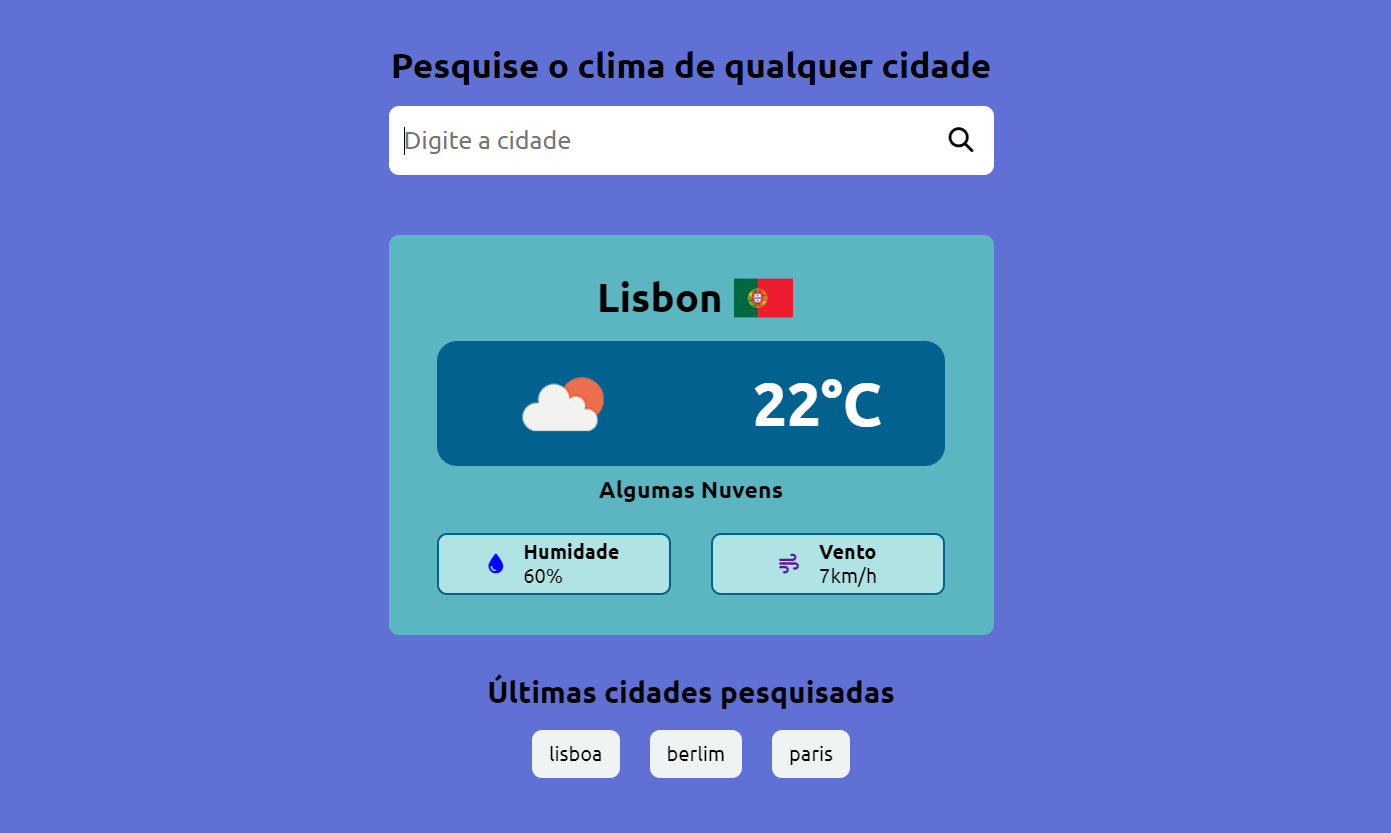 Pesquise o clima de qualquer cidade
Digite a cidade
Lisbon
22°C
Algumas Nuvens
Humidade
60%
Vento
7km/h
Últimas cidades pesquisadas
lisboa berlim paris